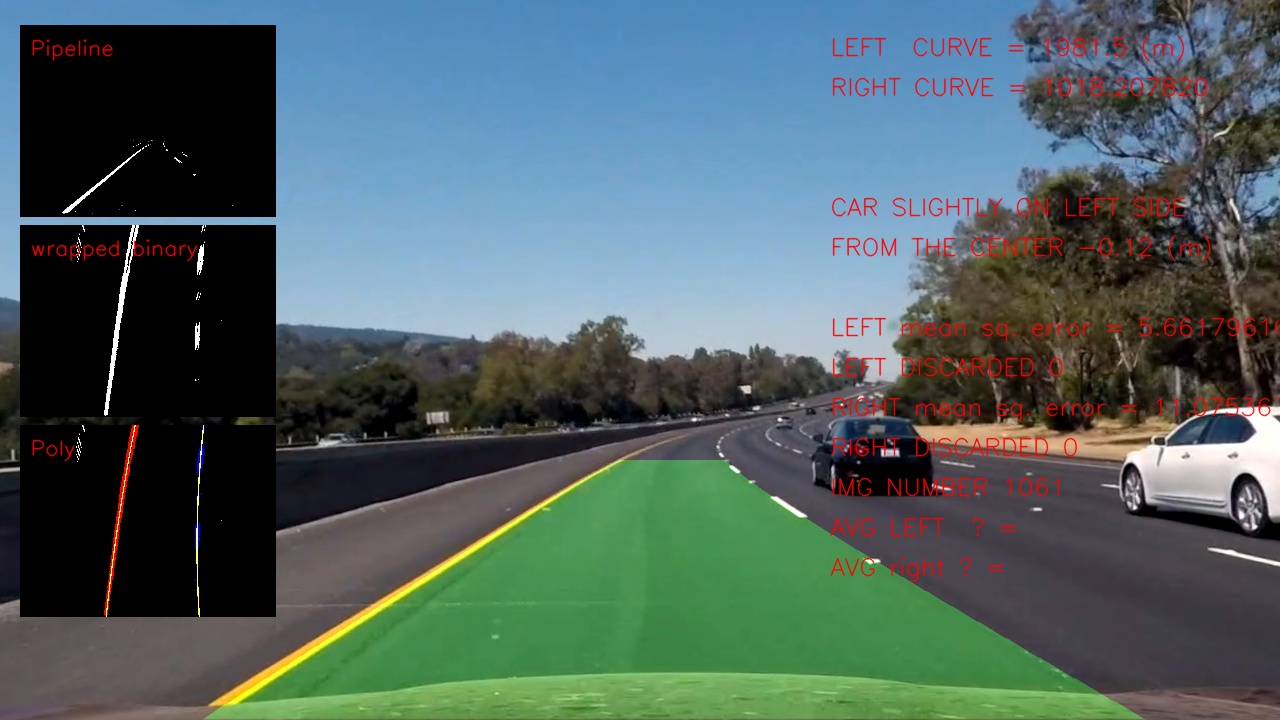 Pipeline
wrapped binary
Poly
LEFT CURVE = 1981.5 (m)
RIGHT CURVE = 1018.207820
CAR SLIGHTLY ON LEFT SIDE
FROM THE CENTER -0.12 (m)
LEFT mean sq. error = 5.6617961
LEFT DISCARDED 0
RIGHT mean sq. error = 11.07536
RIGHT DISCARDED 0
IMG NUMBER 1061
AVG LEFT ? =
AVG right ? =